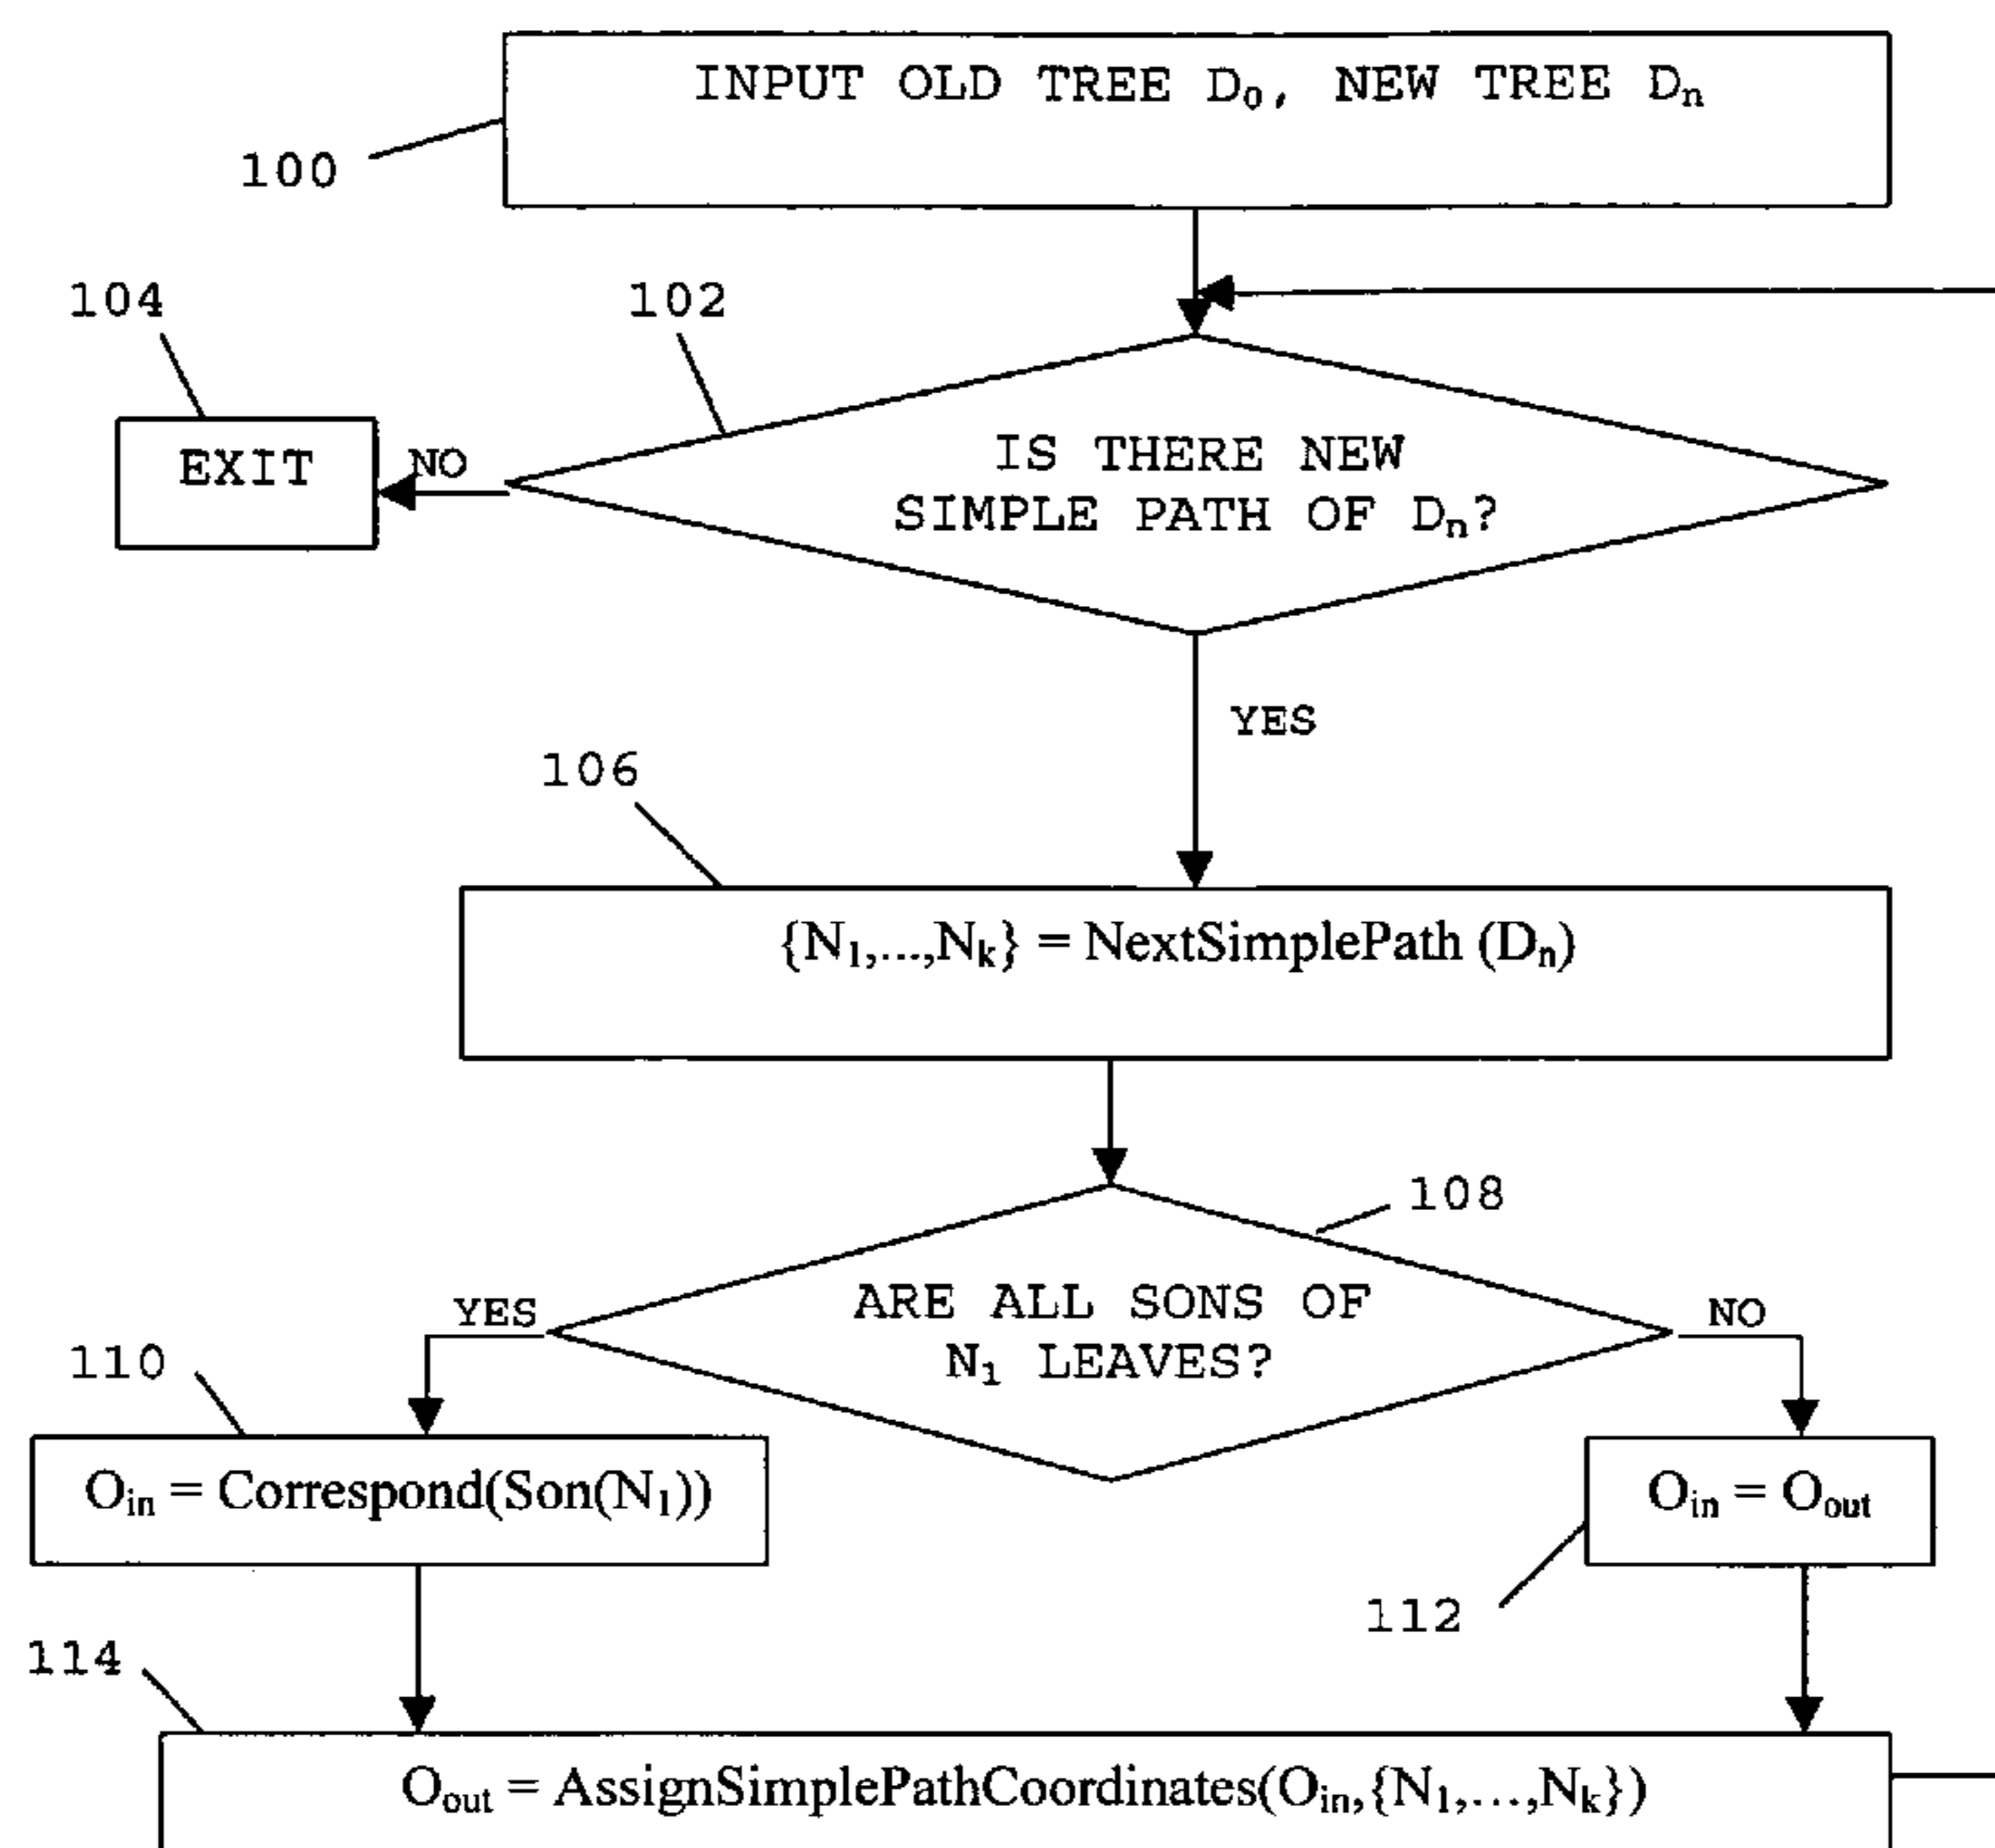 INPUT OLD TREE D₀, NEW TREE Dₙ
100
104
102
EXIT
NO
IS THERE NEW
SIMPLE PATH OF Dₙ?
YES
106
{N₁,...,Nₖ} = NextSimplePath (Dₙ)
108
YES
ARE ALL SONS OF
N₁ LEAVES?
NO
110
Oᵢₙ = Correspond(Son(N₁))
Oᵢₙ = Oₒᵤₜ
112
114
Oₒᵤₜ = AssignSimplePathCoordinates(Oᵢₙ,{N₁,...,Nₖ})